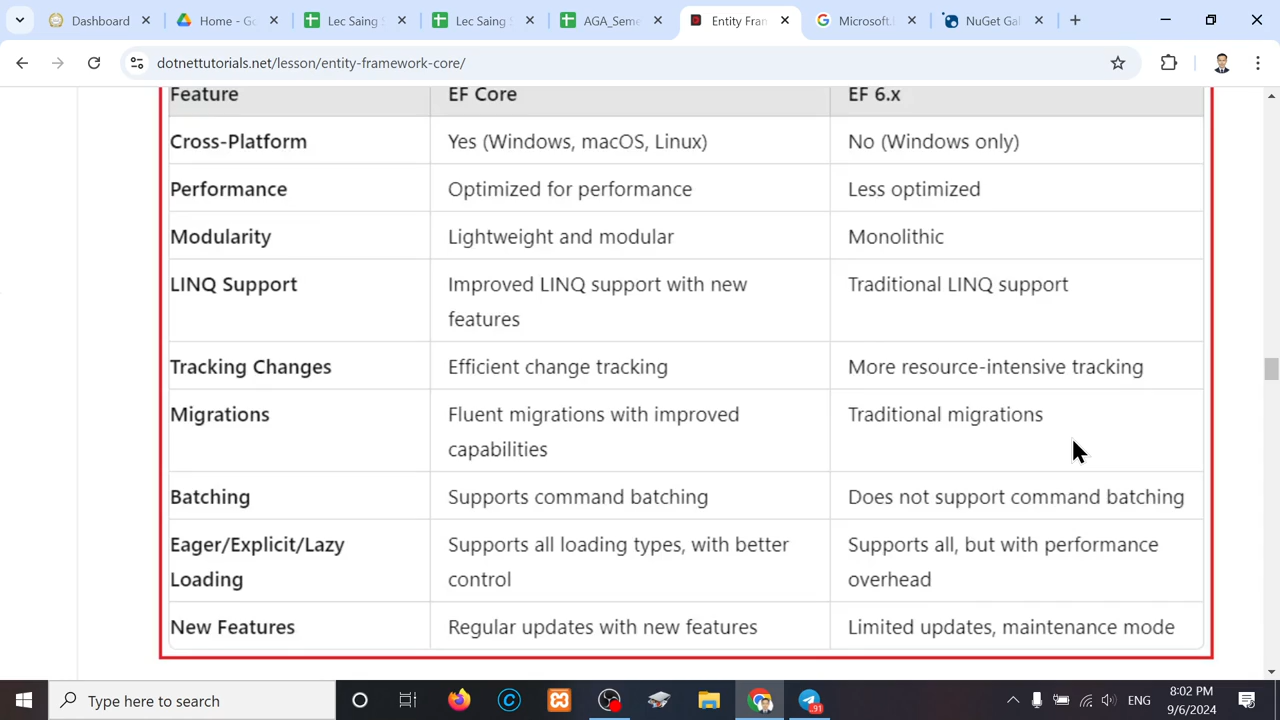 Dashboard
Home - Go
Lec Saing S
Lec Saing S
AGA_Seme
Entity Fran
Microsoft.
NuGet Gal
dotnettutorials.net/lesson/entity-framework-core/
Feature EF Core EF 6.x
Cross-Platform Yes (Windows, macOS, Linux) No (Windows only)
Performance Optimized for performance Less optimized
Modularity Lightweight and modular Monolithic
LINQ Support Improved LINQ support with new Traditional LINQ support
features
Tracking Changes Efficient change tracking More resource-intensive tracking
Migrations Fluent migrations with improved Traditional migrations
capabilities
Batching Supports command batching Does not support command batching
Eager/Explicit/Lazy Supports all loading types, with better Supports all, but with performance
Loading control overhead
New Features Regular updates with new features Limited updates, maintenance mode
Type here to search
91
ENG
8:02 PM
9/6/2024